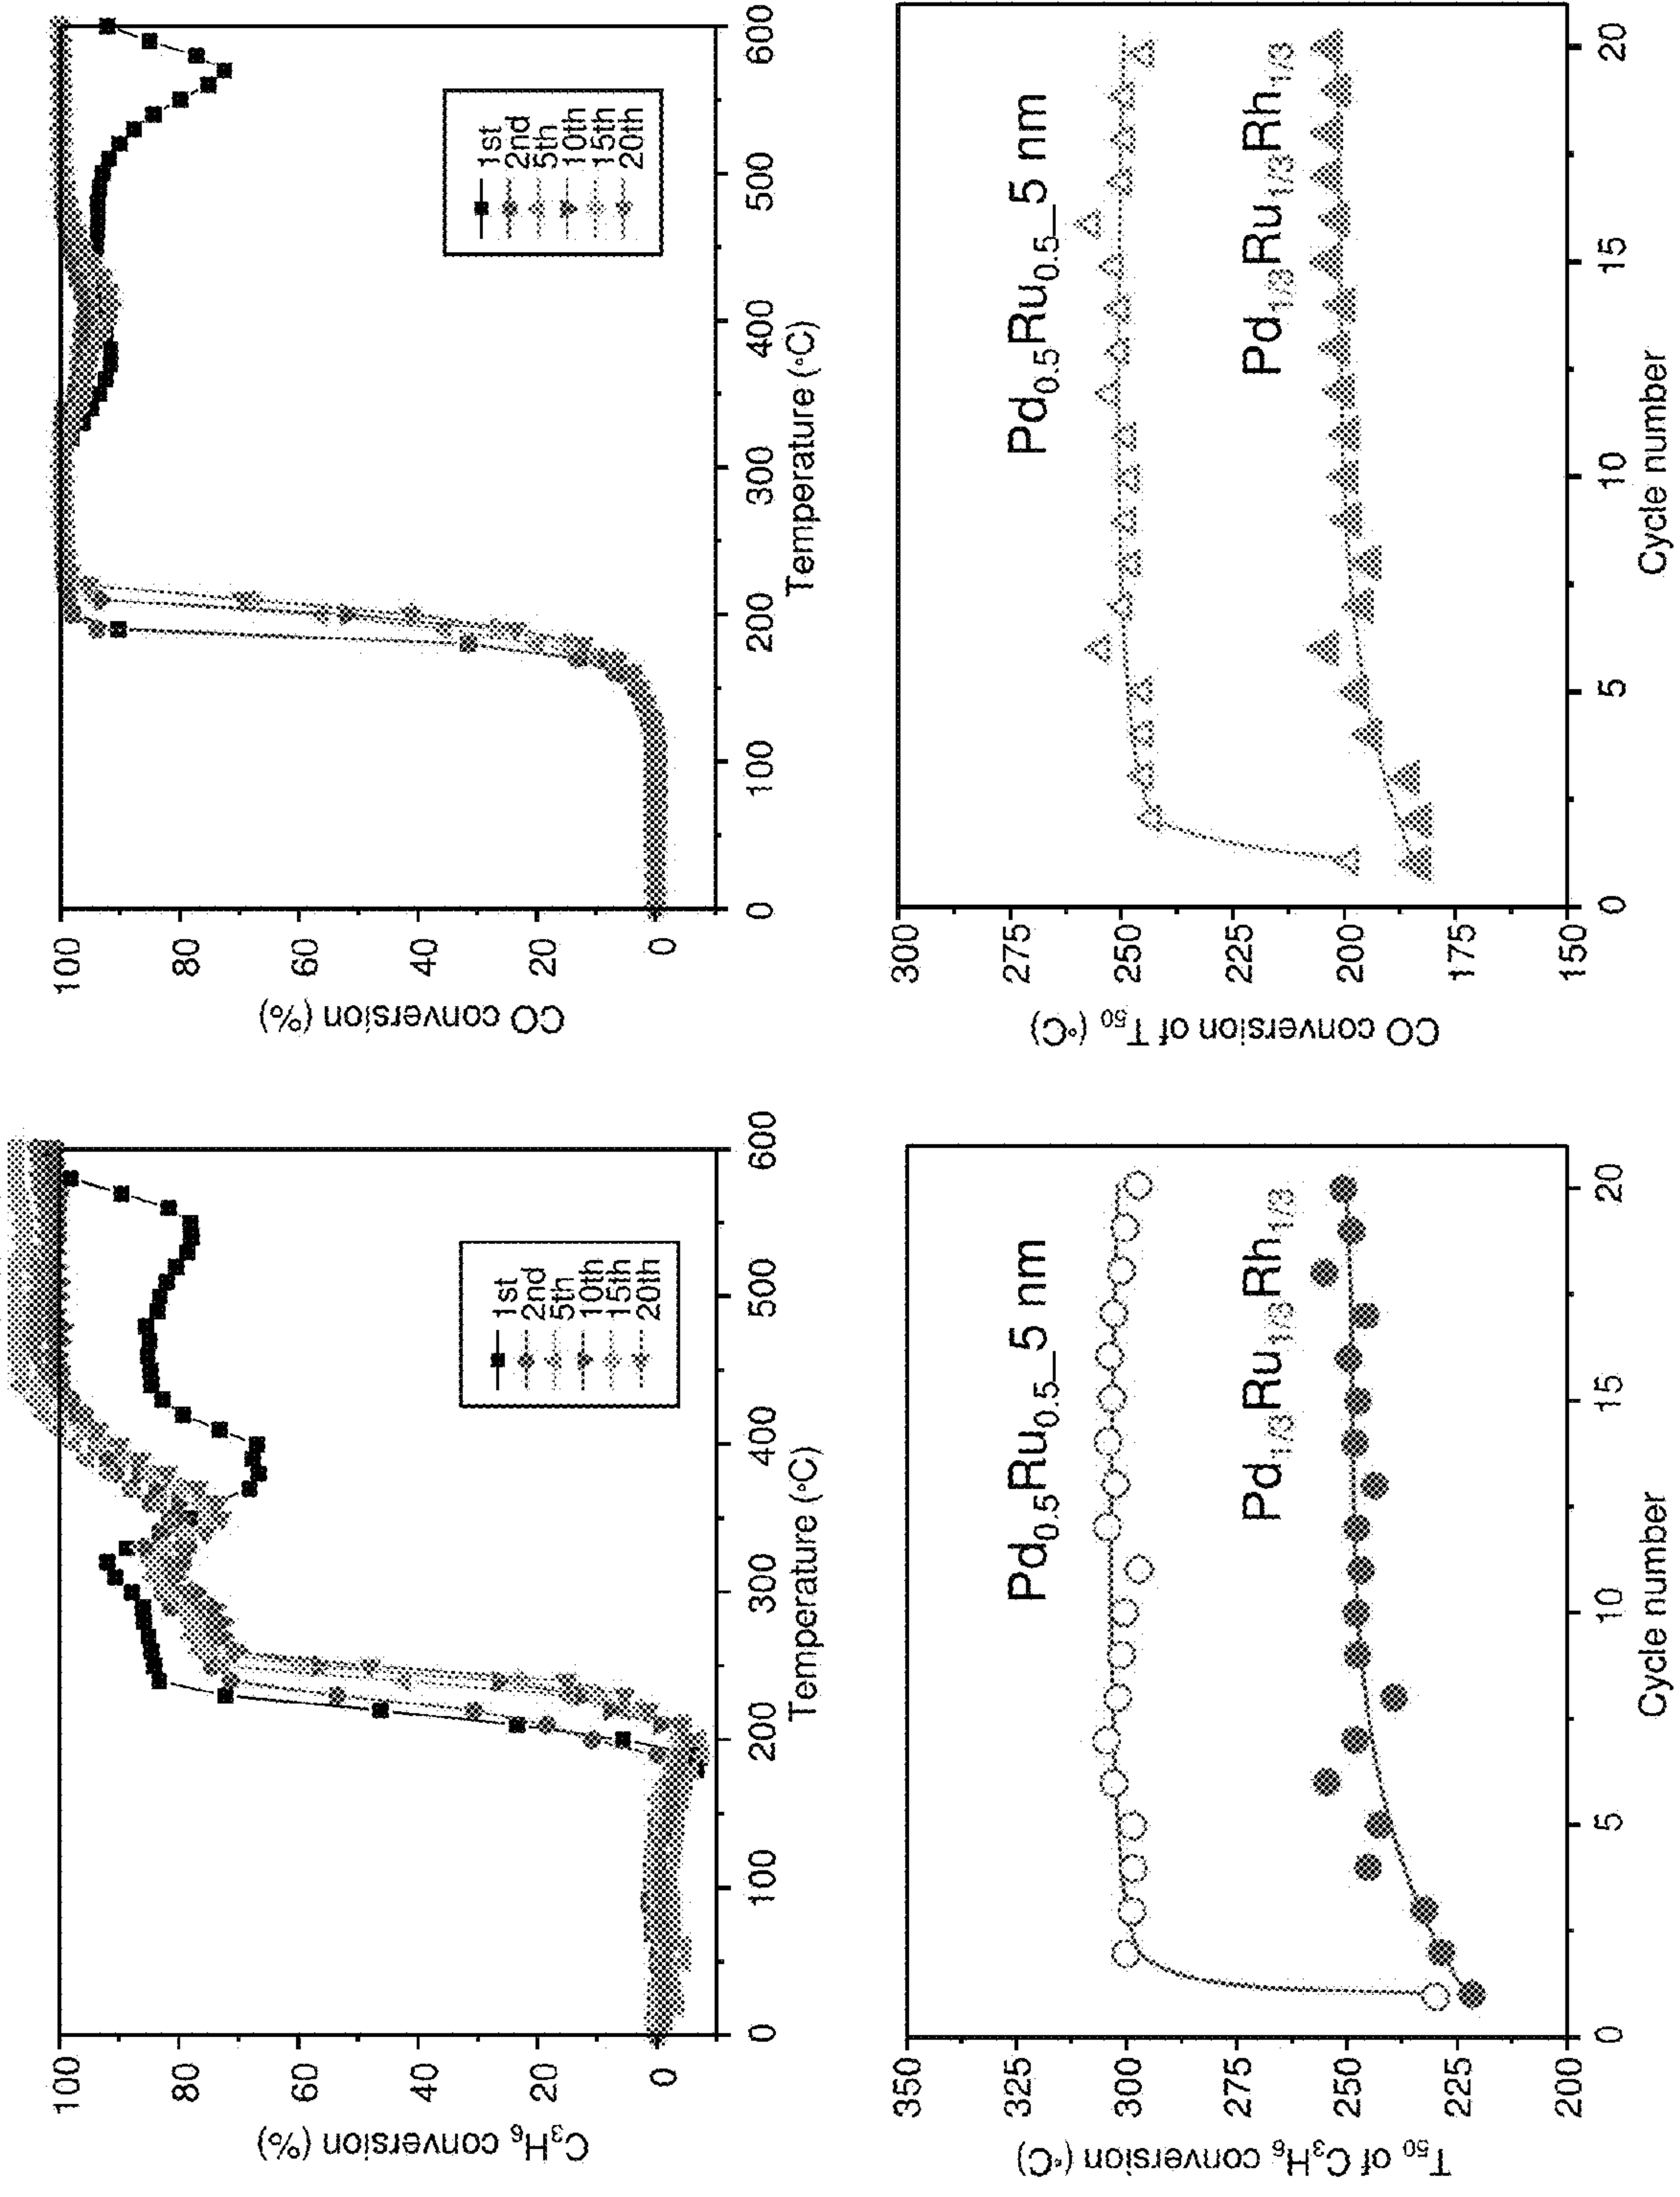 C₃H₆ conversion (%)
100
80
60
40
20
0
1st
2nd
5th
10th
15th
20th
0 100 200 300 400 500 600
Temperature (°C)
CO conversion (%)
100
80
60
40
20
0
1st
2nd
5th
10th
15th
20th
0 100 200 300 400 500 600
Temperature (°C)
T₅₀ of C₃H₆ conversion (°C)
350
325
300
275
250
225
200
Pd₀.₅Ru₀.₅_5 nm
Pd₁/₃Ru₁/₃Rh₁/₃
0 5 10 15 20
Cycle number
CO conversion of T₅₀ (°C)
300
275
250
225
200
175
150
Pd₀.₅Ru₀.₅_5 nm
Pd₁/₃Ru₁/₃Rh₁/₃
0 5 10 15 20
Cycle number